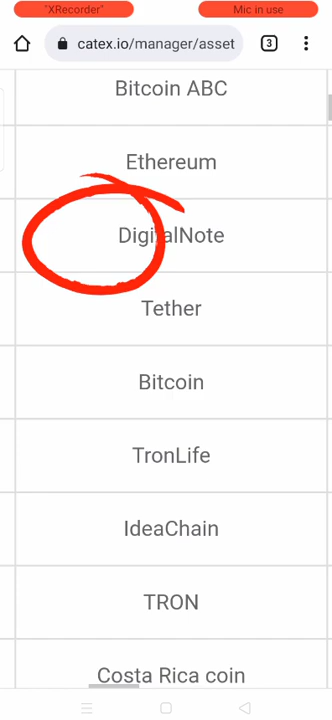 "XRecorder"
Mic in use
catex.io/manager/asset
3
Bitcoin ABC
Ethereum
DigitalNote
Tether
Bitcoin
TronLife
IdeaChain
TRON
Costa Rica coin